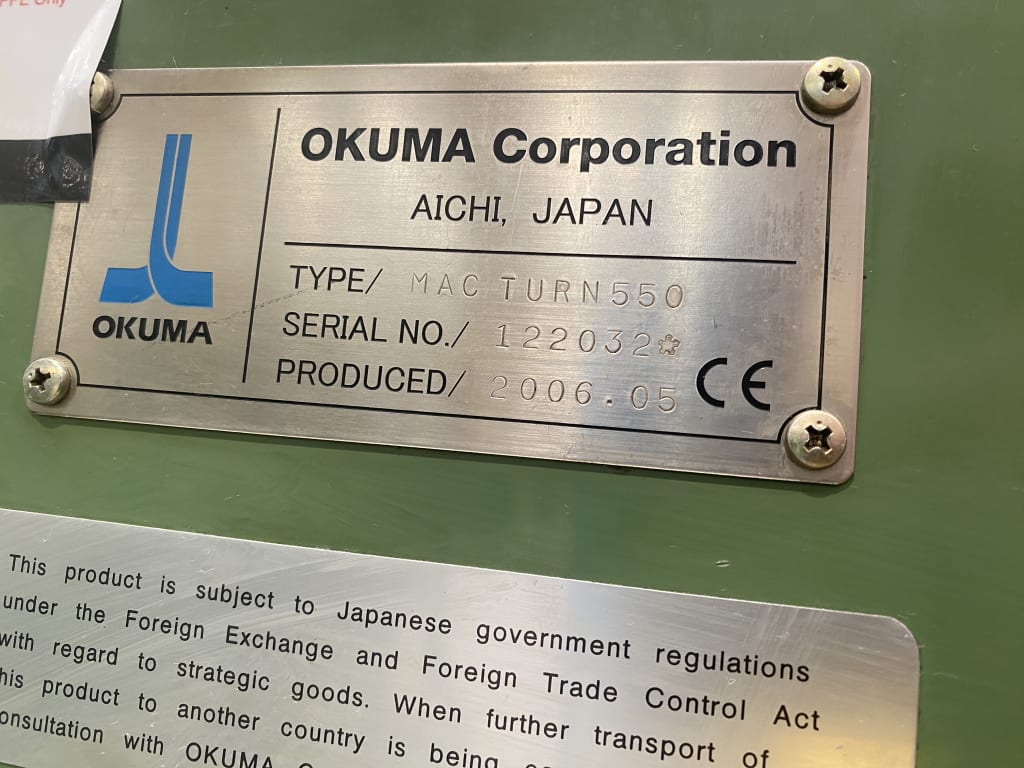 PPE Only
OKUMA
OKUMA Corporation
AICHI, JAPAN
TYPE/ MAC TURN550
SERIAL NO./ 122032
PRODUCED/ 2006.05
CE
This product is subject to Japanese government regulations
under the Foreign Exchange and Foreign Trade Control Act
with regard to strategic goods. When further transport of
his product to another country is being
onsultation with OKUMA